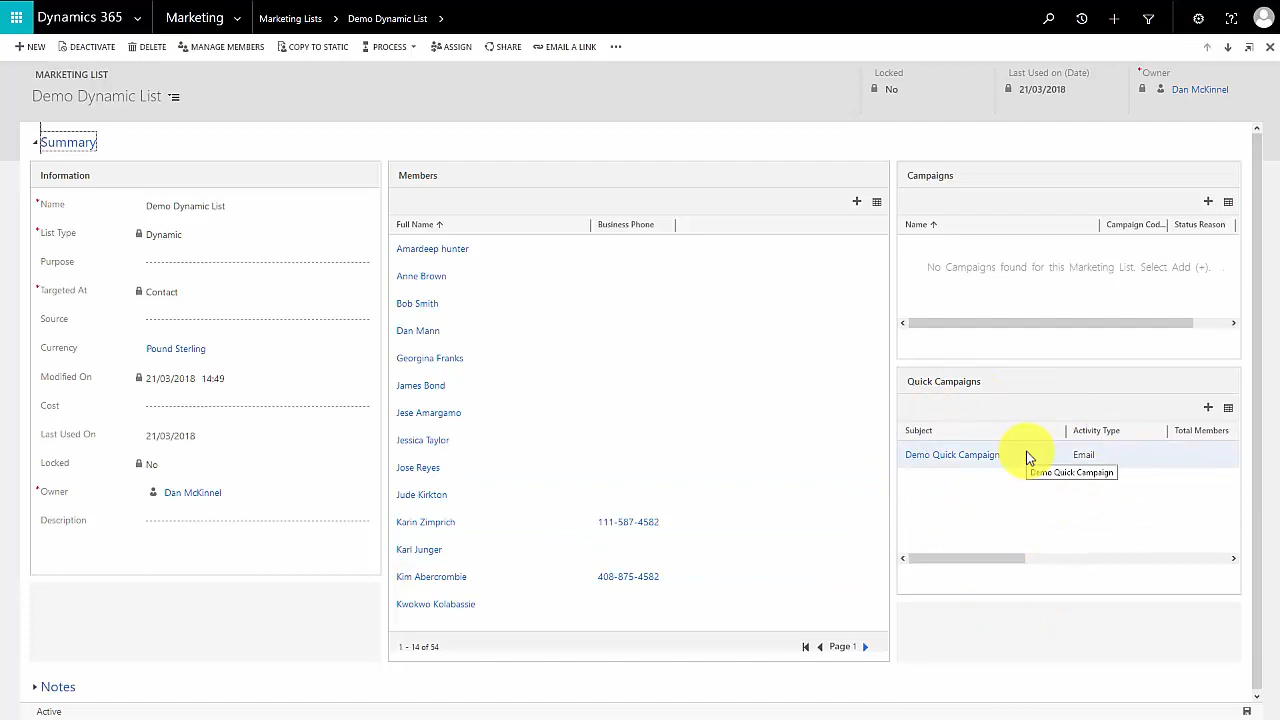 Dynamics 365 Marketing Marketing Lists Demo Dynamic List
NEW DEACTIVATE DELETE MANAGE MEMBERS COPY TO STATIC PROCESS ASSIGN SHARE EMAIL A LINK
MARKETING LIST
Demo Dynamic List
Locked
No
Last Used on (Date)
21/03/2018
*Owner
Dan McKinnel
Summary
Information
*Name Demo Dynamic List
*List Type Dynamic
Purpose
*Targeted At Contact
Source
Currency Pound Sterling
Modified On 21/03/2018 14:49
Cost
Last Used On 21/03/2018
Locked No
*Owner Dan McKinnel
Description
Members
Full Name Business Phone
Amardeep hunter
Anne Brown
Bob Smith
Dan Mann
Georgina Franks
James Bond
Jese Amargamo
Jessica Taylor
Jose Reyes
Jude Kirkton
Karin Zimprich 111-587-4582
Karl Junger
Kim Abercrombie 408-875-4582
Kwokwo Kolabassie
1 - 14 of 54 Page 1
Campaigns
Name Campaign Cod... Status Reason
No Campaigns found for this Marketing List. Select Add (+). .
Quick Campaigns
Subject Activity Type Total Members
Demo Quick Campaign Email
Demo Quick Campaign
Notes
Active